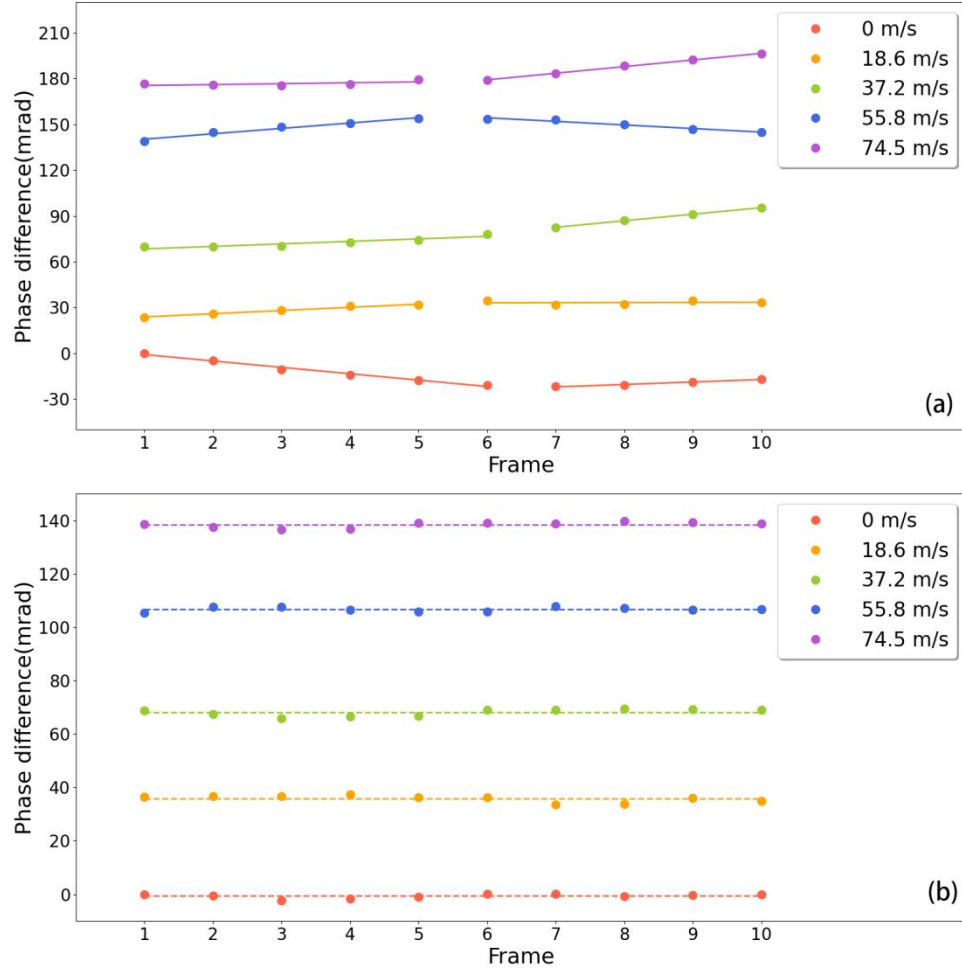 210
180
150
120
90
60
30
0
-30
Phase difference(mrad)
0 m/s
18.6 m/s
37.2 m/s
55.8 m/s
74.5 m/s
(a)
1 2 3 4 5 6 7 8 9 10
Frame
140
120
100
80
60
40
20
0
Phase difference(mrad)
0 m/s
18.6 m/s
37.2 m/s
55.8 m/s
74.5 m/s
(b)
1 2 3 4 5 6 7 8 9 10
Frame